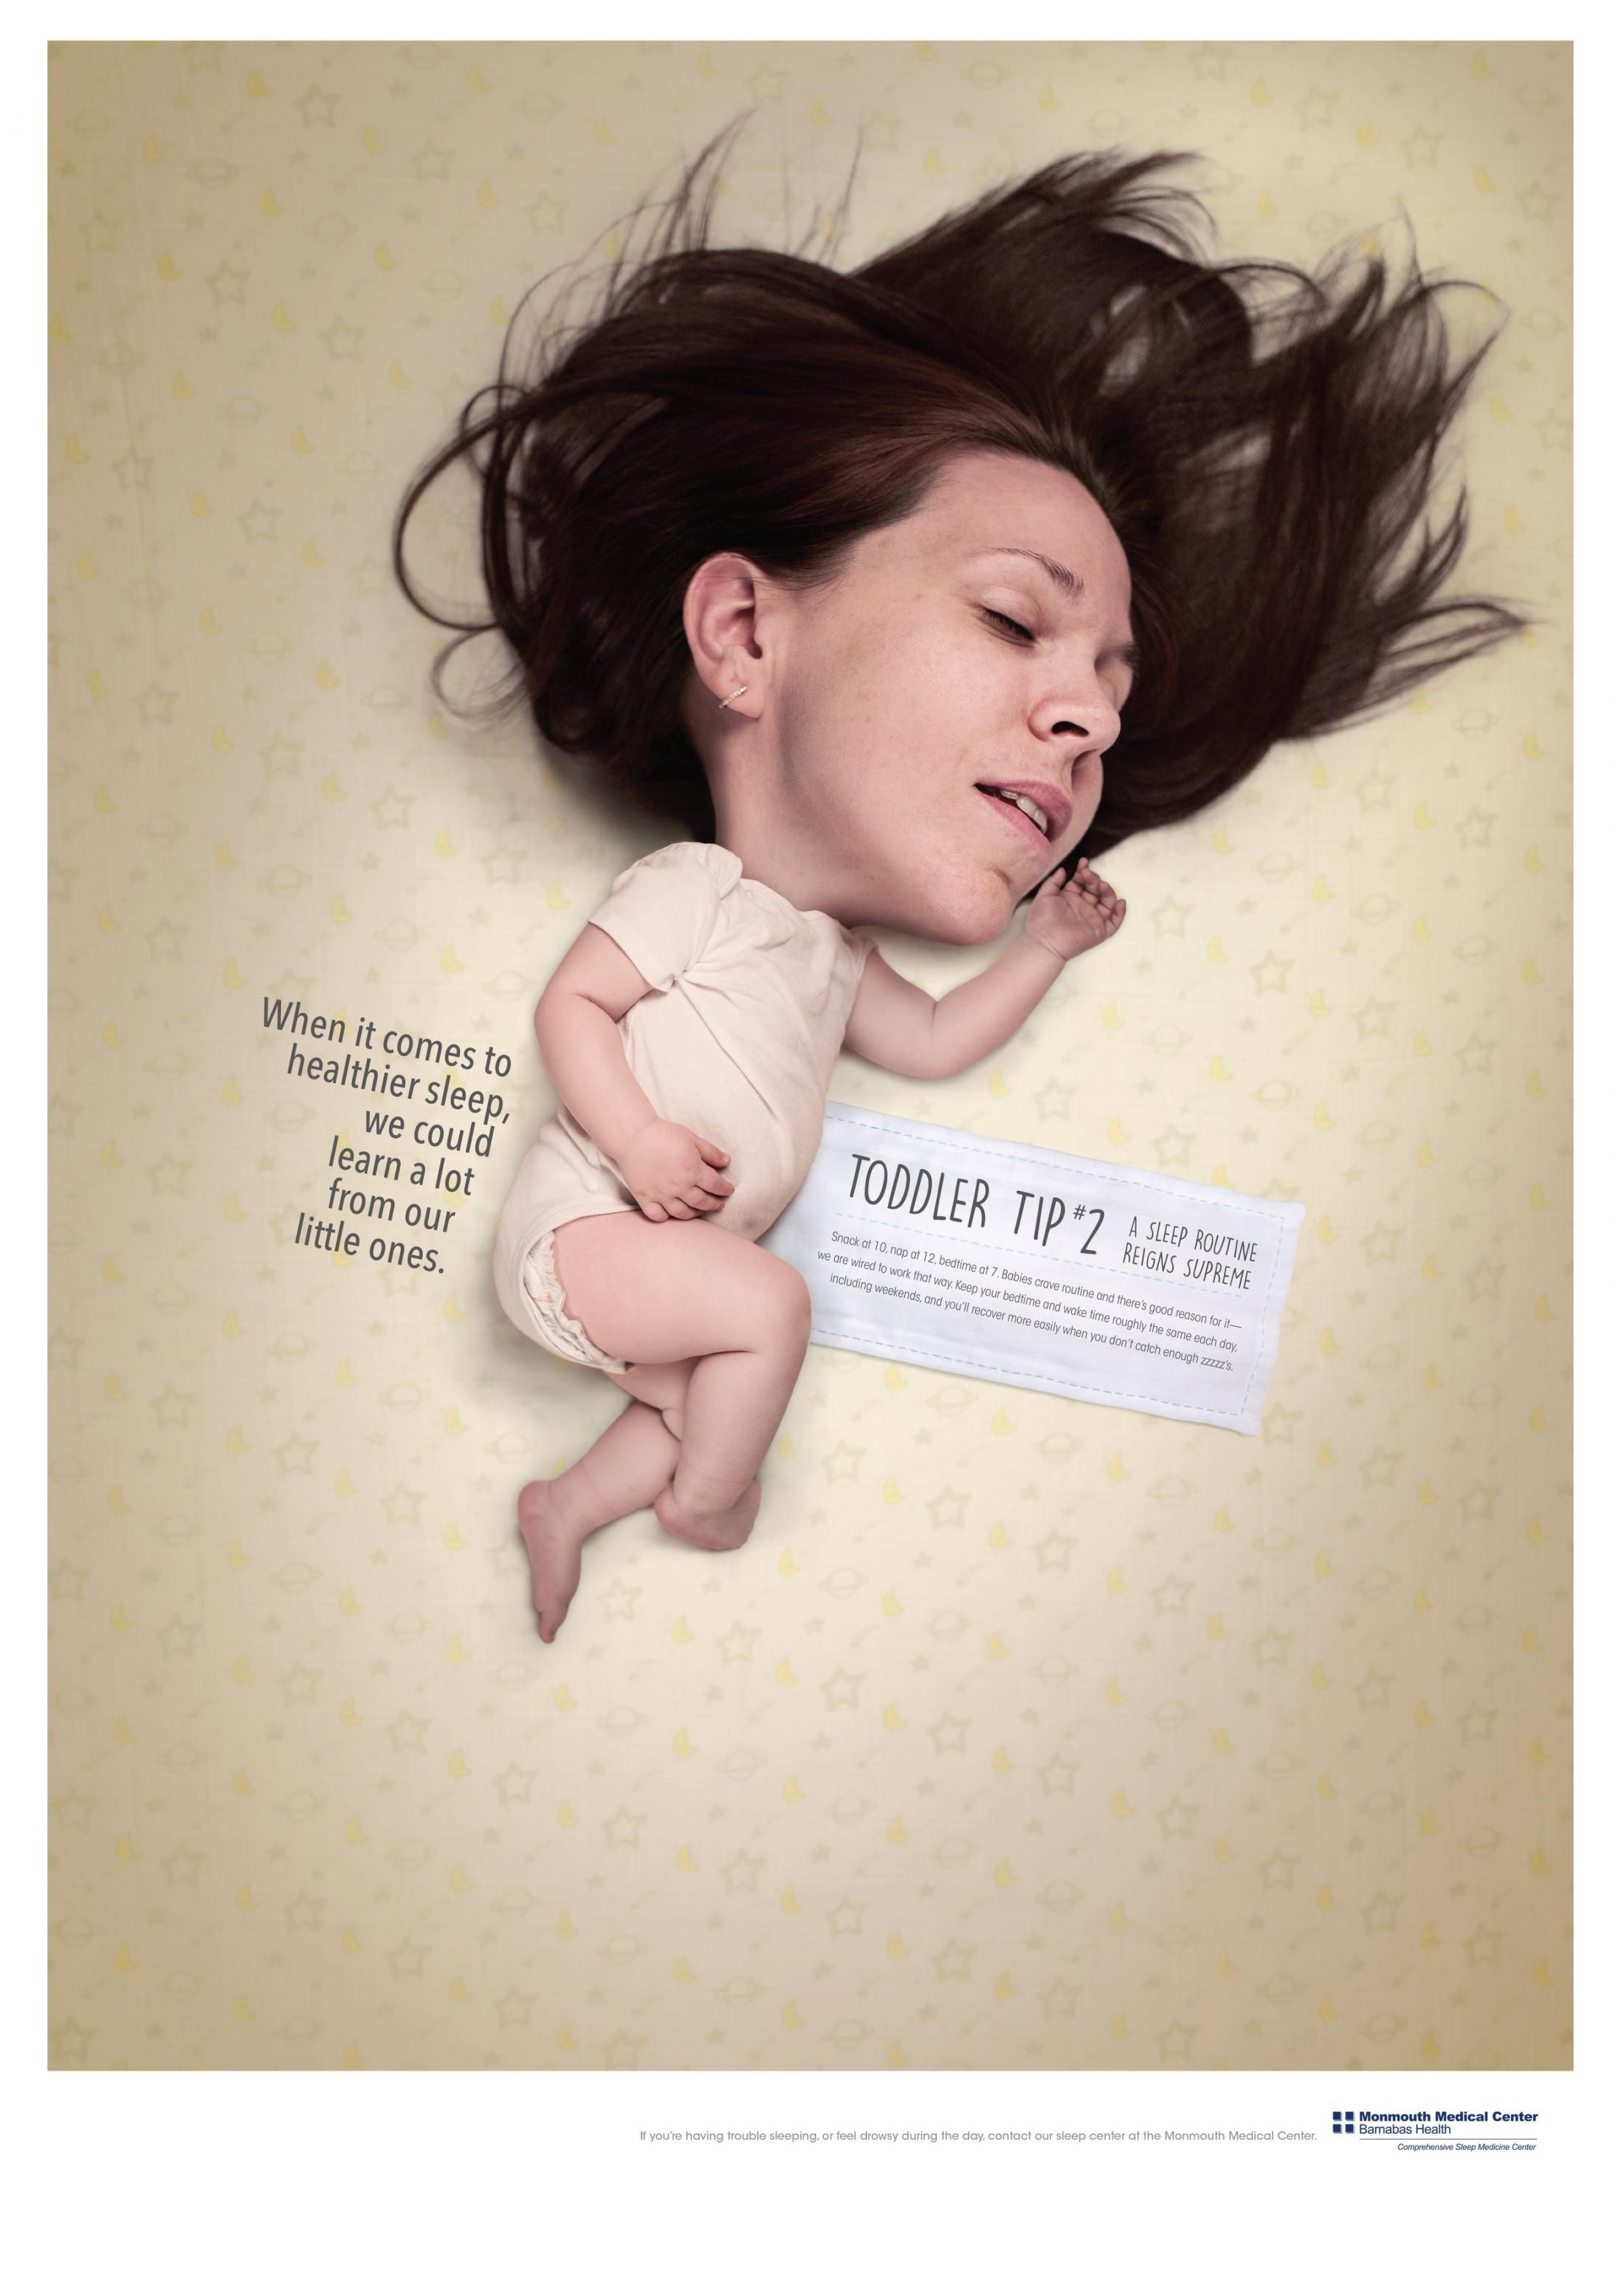 When it comes to
healthier sleep,
we could
learn a lot
from our
little ones.
TODDLER TIP #2
A SLEEP ROUTINE
REIGNS SUPREME
Snack at 10, nap at 12, bedtime at 7. Babies crave routine and there's good reason for it—
we are wired to work that way. Keep your bedtime and wake time roughly the same each day,
including weekends, and you'll recover more easily when you don't catch enough zzzzz's.
If you're having trouble sleeping, or feel drowsy during the day, contact our sleep center at the Monmouth Medical Center.
Monmouth Medical Center
Barnabas Health
Comprehensive Sleep Medicine Center